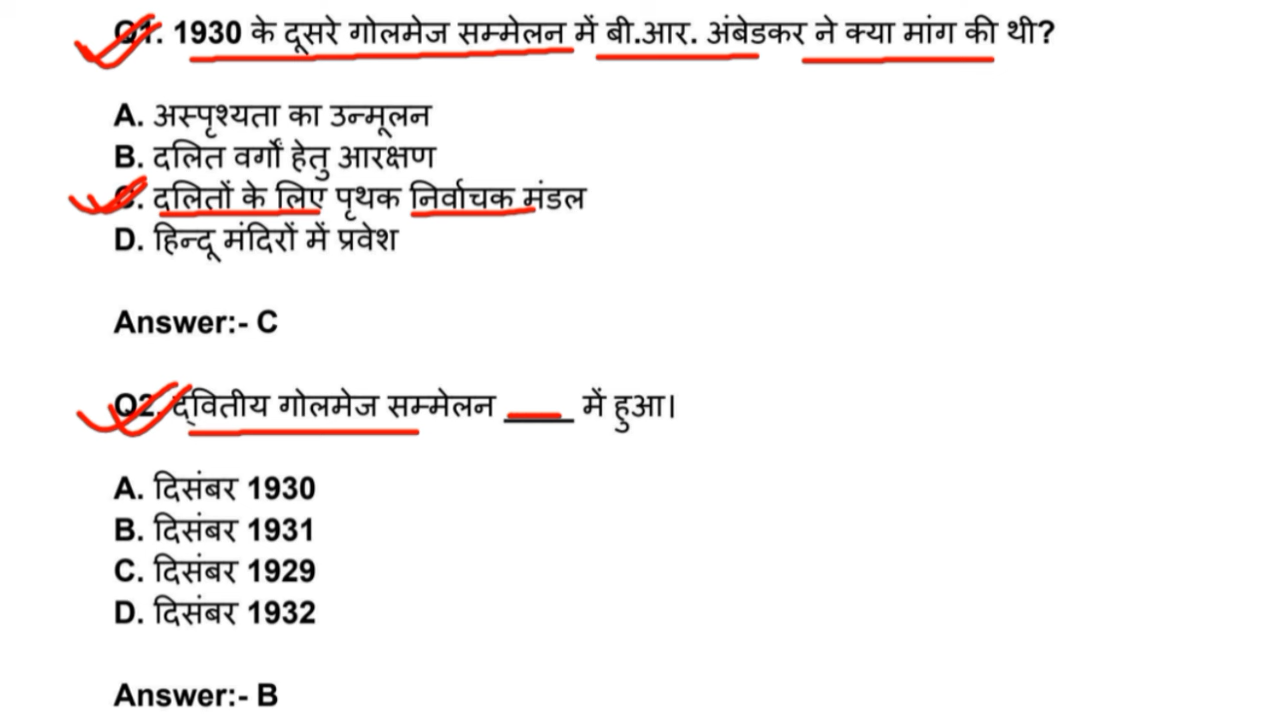 Q1. 1930 के दूसरे गोलमेज सम्मेलन में बी.आर. अंबेडकर ने क्या मांग की थी?
A. अस्पृश्यता का उन्मूलन
B. दलित वर्गों हेतु आरक्षण
C. दलितों के लिए पृथक निर्वाचक मंडल
D. हिन्दू मंदिरों में प्रवेश
Answer:- C
Q2. द्वितीय गोलमेज सम्मेलन ____ में हुआ।
A. दिसंबर 1930
B. दिसंबर 1931
C. दिसंबर 1929
D. दिसंबर 1932
Answer:- B